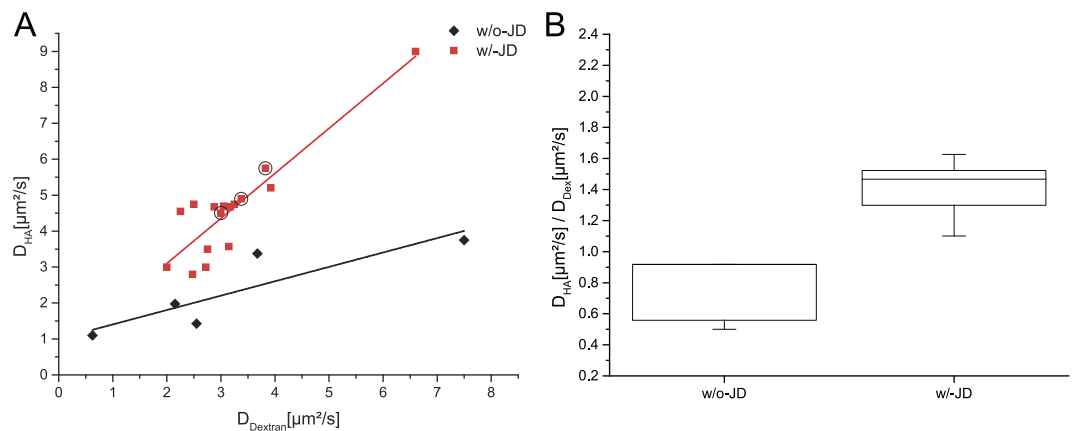 A
w/o-JD
w/-JD
9
8
7
6
5
4
3
2
1
0
D_HA[µm²/s]
0 1 2 3 4 5 6 7 8
D_Dextran[µm²/s]
B
2.4
2.2
2.0
1.8
1.6
1.4
1.2
1.0
0.8
0.6
0.4
0.2
D_HA[µm²/s] / D_Dex[µm²/s]
w/o-JD w/-JD